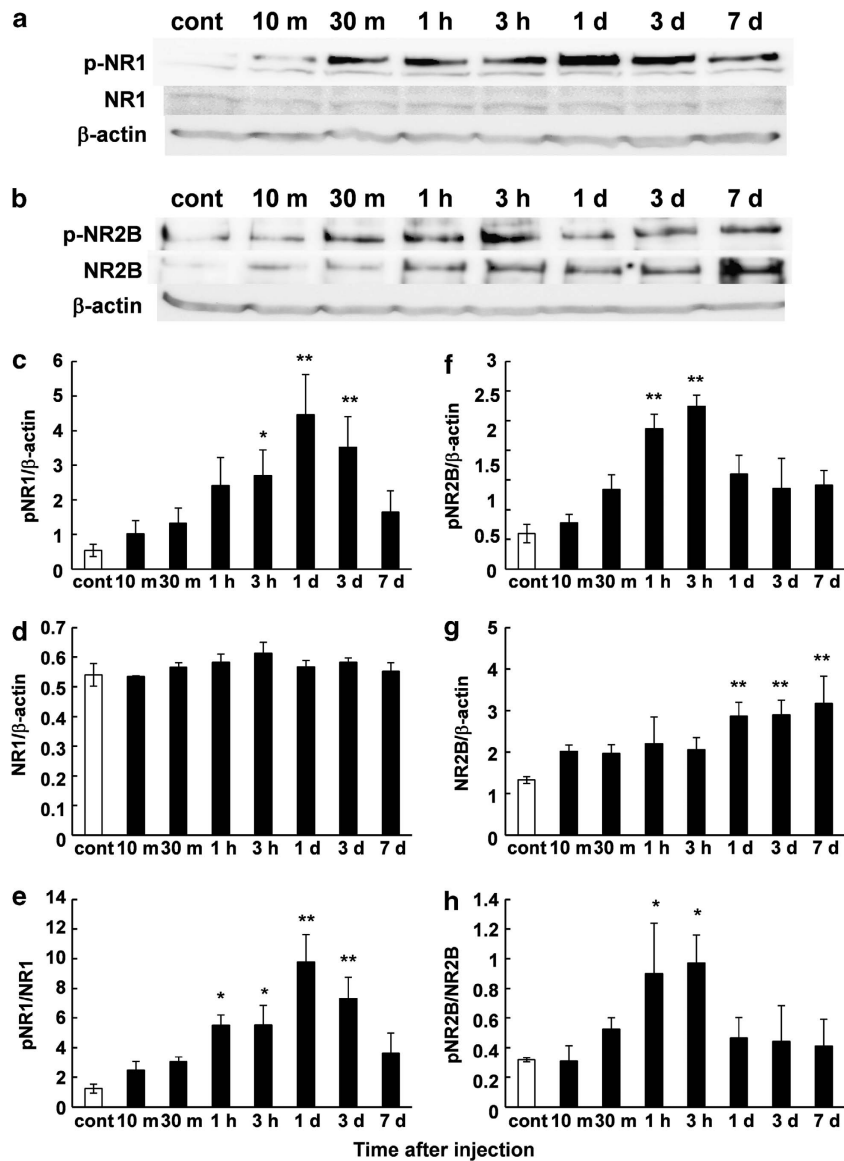 a
cont 10 m 30 m 1 h 3 h 1 d 3 d 7 d
p-NR1
NR1
β-actin
b
cont 10 m 30 m 1 h 3 h 1 d 3 d 7 d
p-NR2B
NR2B
β-actin
c
pNR1/β-actin
6
5
4
3
2
1
0
* ** **
cont 10 m 30 m 1 h 3 h 1 d 3 d 7 d
f
pNR2B/β-actin
3
2.5
2
1.5
1
0.5
0
** **
cont 10 m 30 m 1 h 3 h 1 d 3 d 7 d
d
NR1/β-actin
0.7
0.6
0.5
0.4
0.3
0.2
0.1
0
cont 10 m 30 m 1 h 3 h 1 d 3 d 7 d
g
NR2B/β-actin
5
4
3
2
1
0
** ** **
cont 10 m 30 m 1 h 3 h 1 d 3 d 7 d
e
pNR1/NR1
14
12
10
8
6
4
2
0
* * ** **
cont 10 m 30 m 1 h 3 h 1 d 3 d 7 d
h
pNR2B/NR2B
1.4
1.2
1
0.8
0.6
0.4
0.2
0
* *
cont 10 m 30 m 1 h 3 h 1 d 3 d 7 d
Time after injection